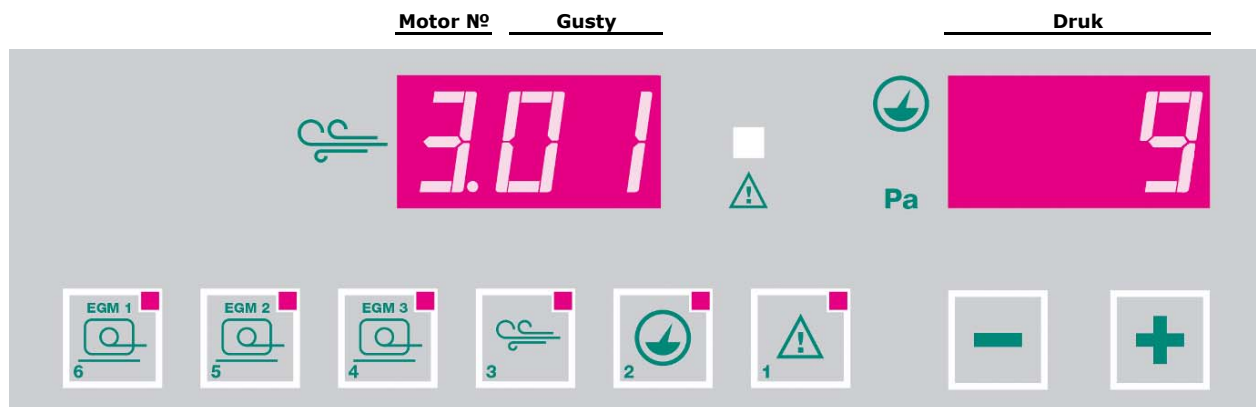 Motor № Gusty Druk
3.01 9
Pa
EGM 1 EGM 2 EGM 3
6 5 4 3 2 1